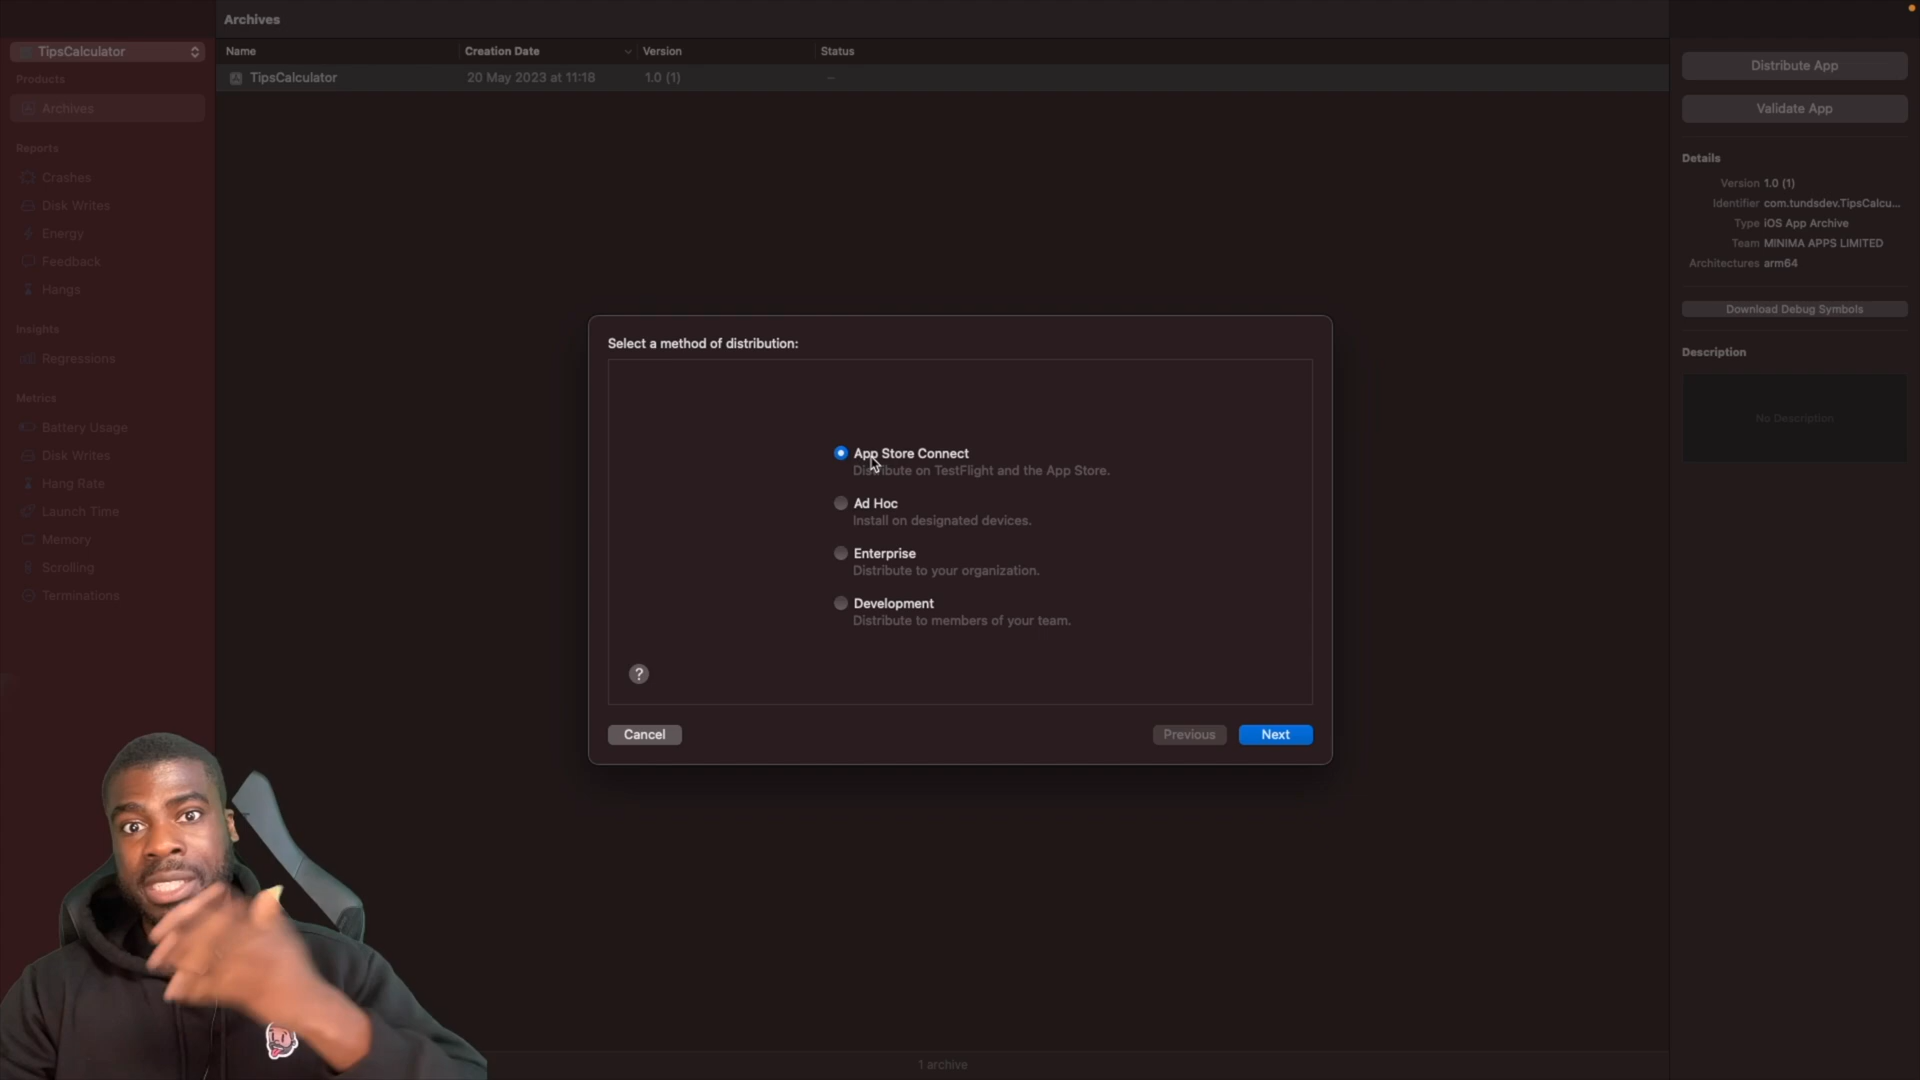 Archives
TipsCalculator
Name
Creation Date
Version
Status
Products
TipsCalculator
20 May 2023 at 11:18
1.0 (1)
–
Archives
Reports
Crashes
Disk Writes
Energy
Feedback
Hangs
Insights
Regressions
Metrics
Battery Usage
Disk Writes
Hang Rate
Launch Time
Memory
Scrolling
Terminations
Select a method of distribution:
App Store Connect
Distribute on TestFlight and the App Store.
Ad Hoc
Install on designated devices.
Enterprise
Distribute to your organization.
Development
Distribute to members of your team.
?
Cancel
Previous
Next
Distribute App
Validate App
Details
Version 1.0 (1)
Identifier com.tundsdev.TipsCalcu...
Type iOS App Archive
Team MINIMA APPS LIMITED
Architectures arm64
Download Debug Symbols
Description
No Description
1 archive